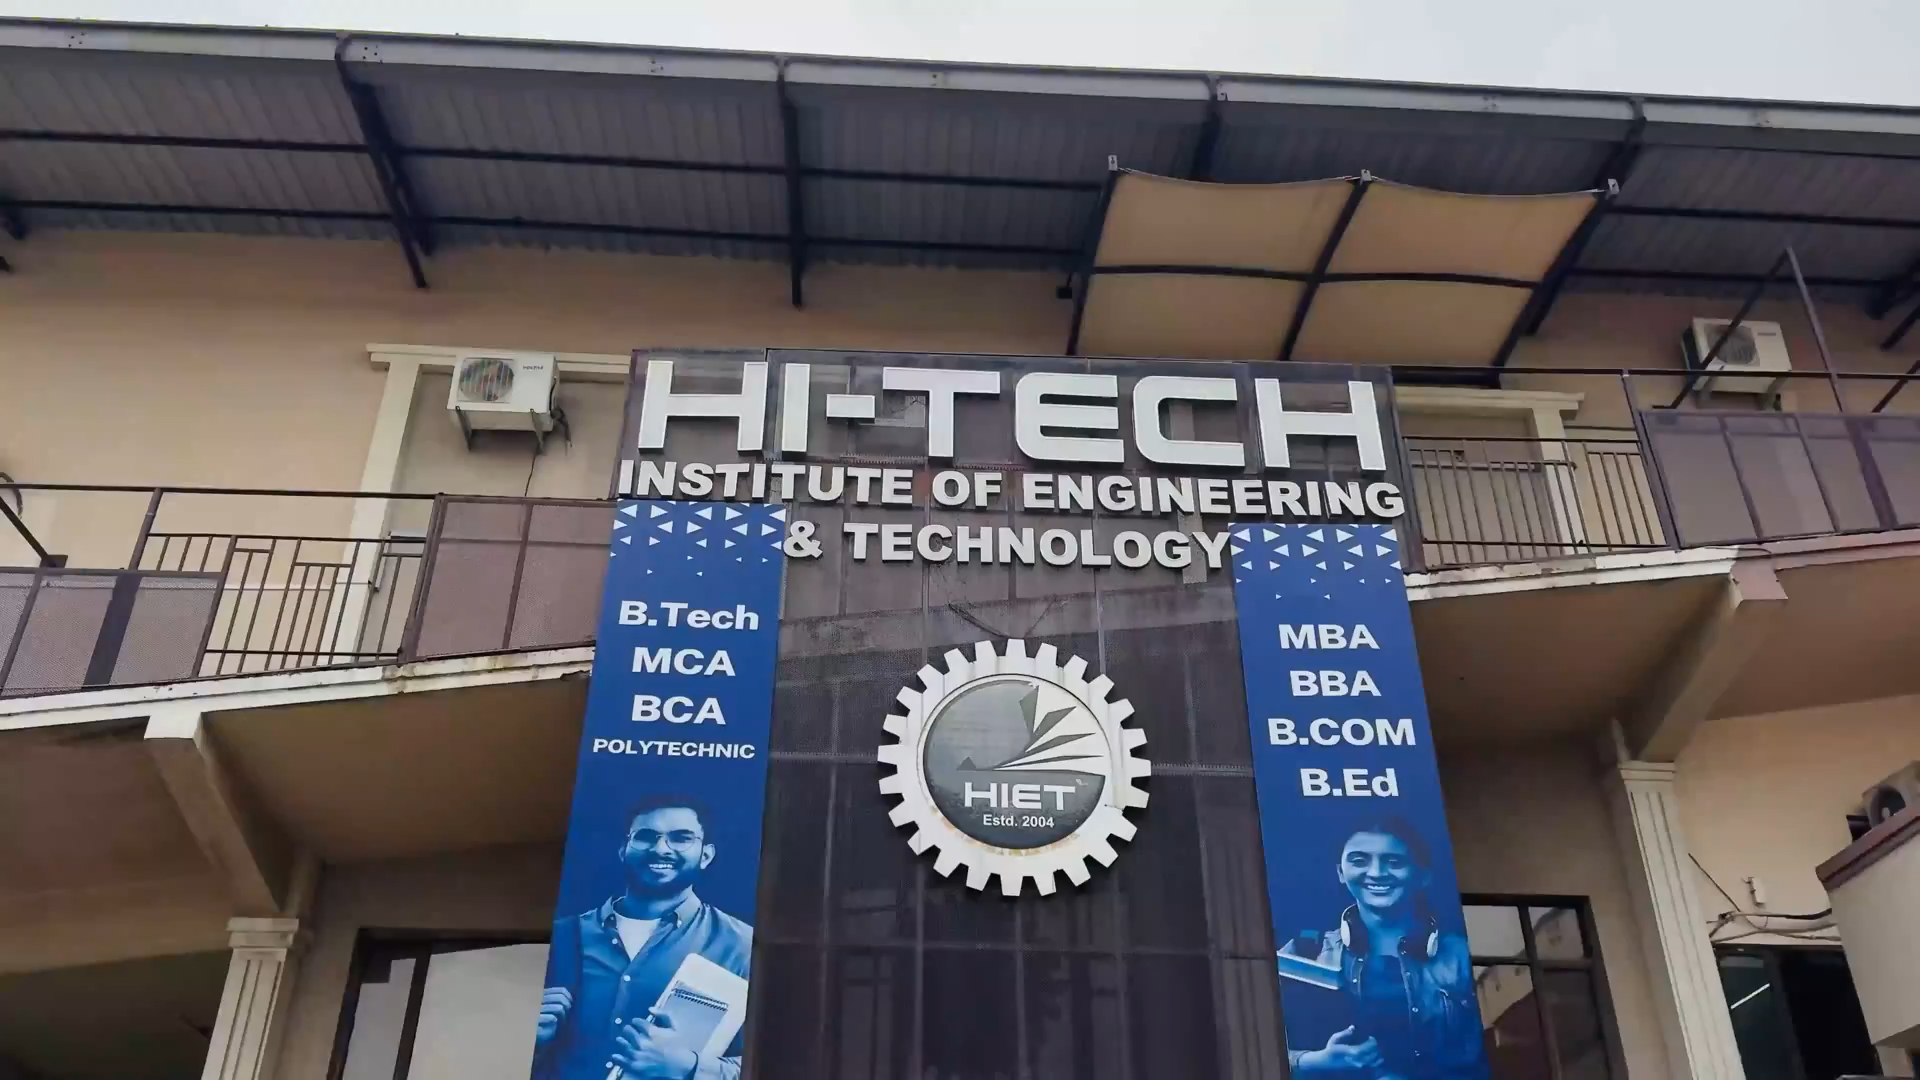 HI-TECH
INSTITUTE OF ENGINEERING
& TECHNOLOGY
B.Tech
MCA
BCA
POLYTECHNIC
MBA
BBA
B.COM
B.Ed
HIET
Estd. 2004